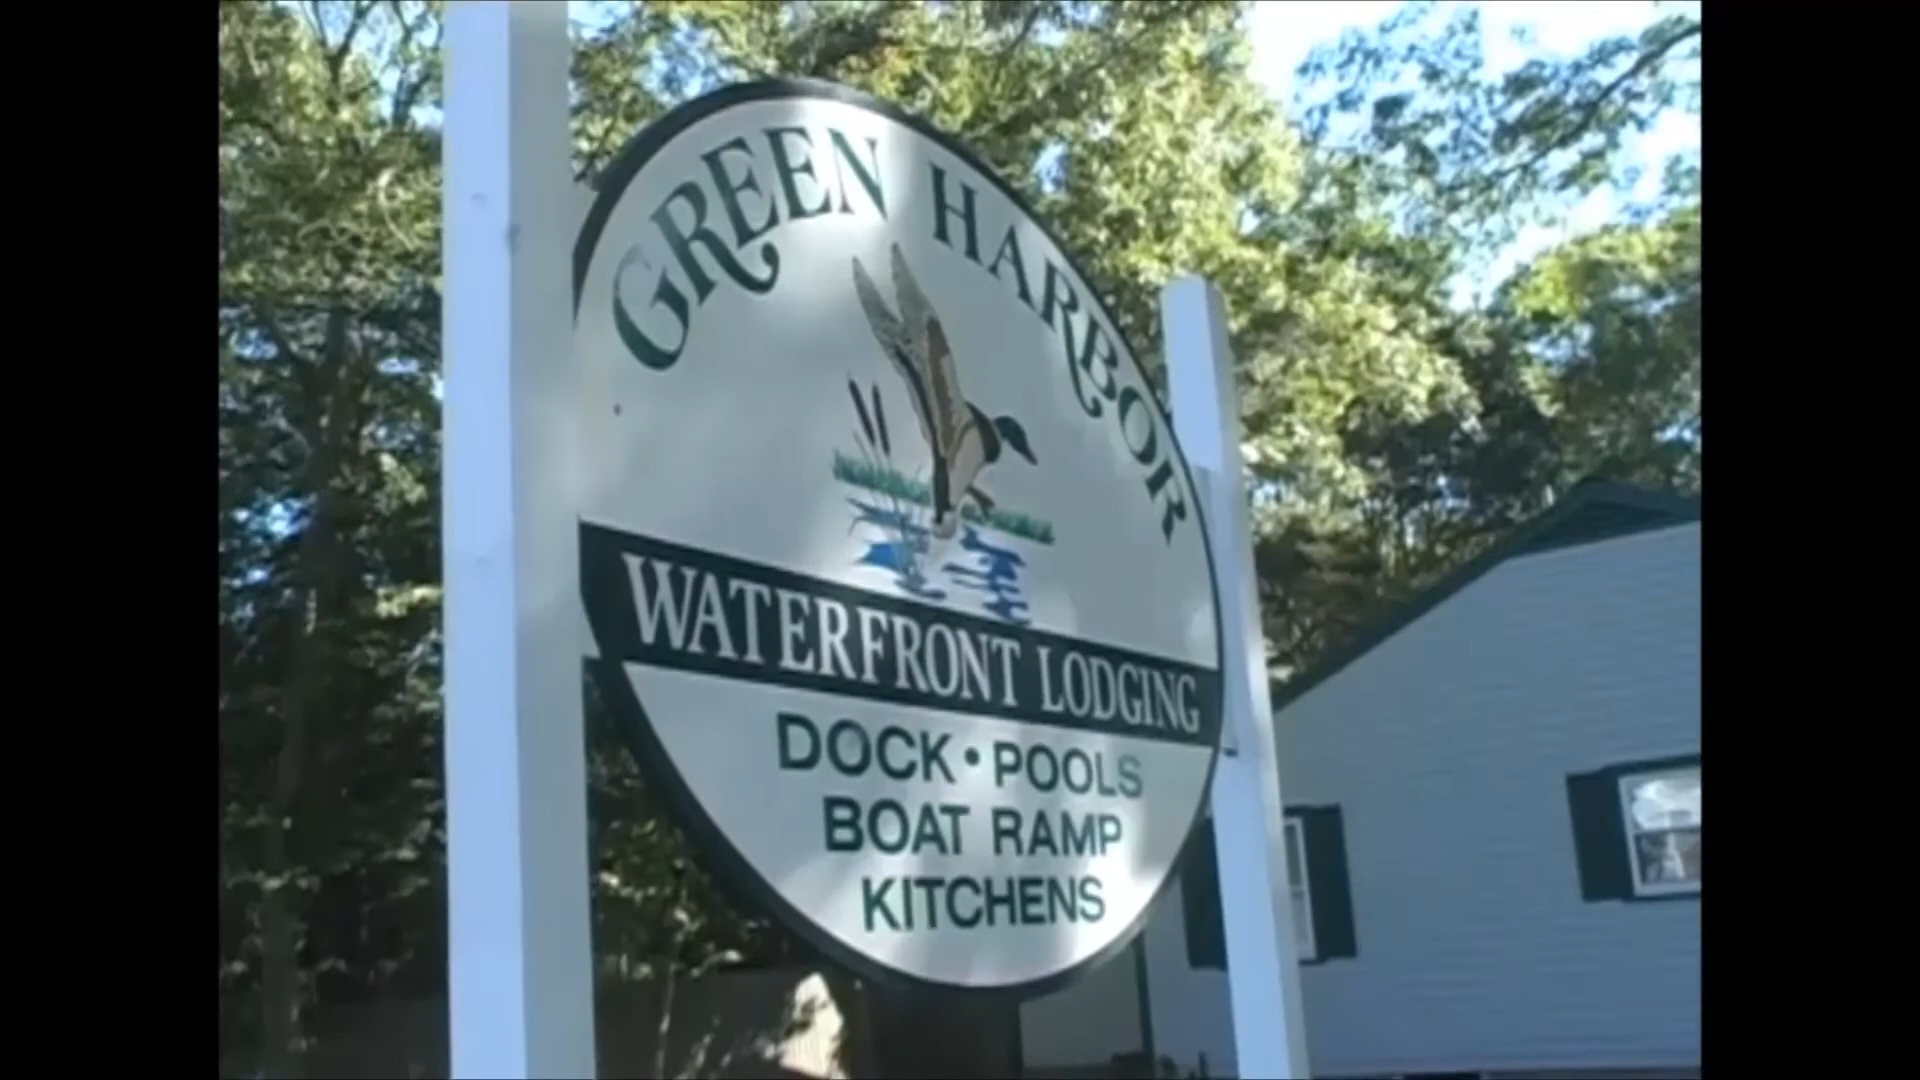 GREEN HARBOR
WATERFRONT LODGING
DOCK • POOLS
BOAT RAMP
KITCHENS